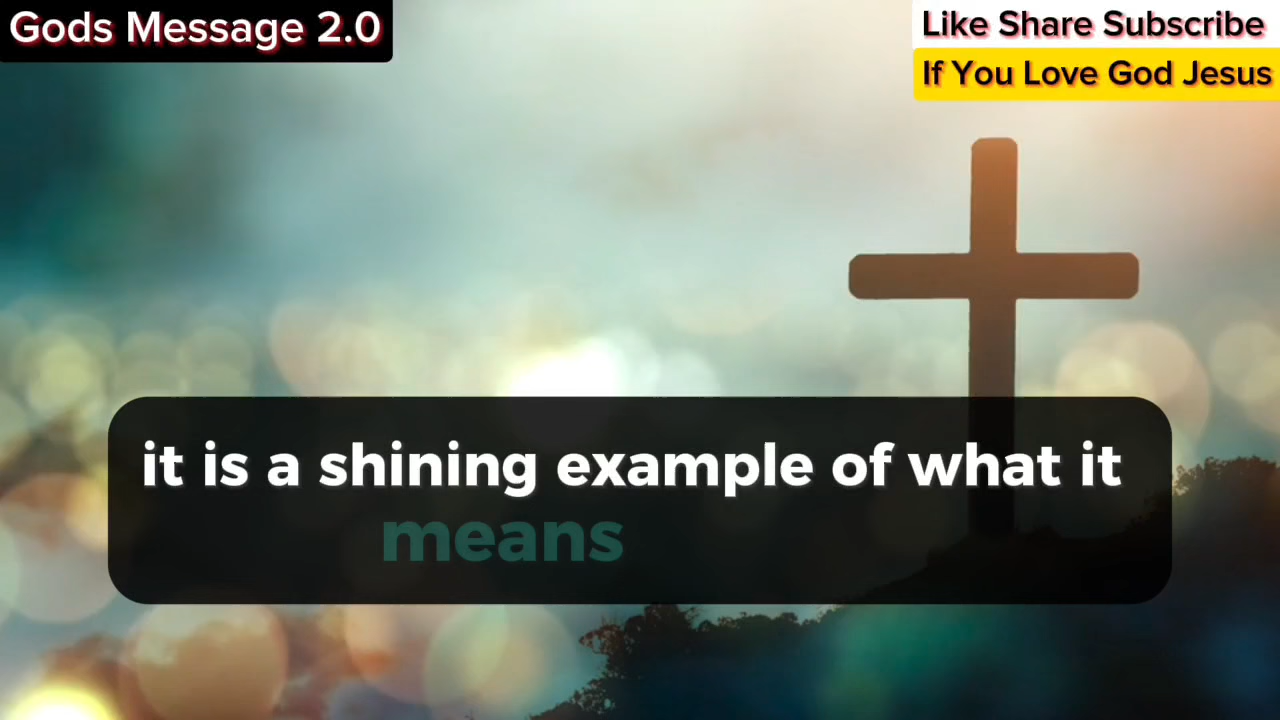 Gods Message 2.0
Like Share Subscribe
If You Love God Jesus
it is a shining example of what it
means